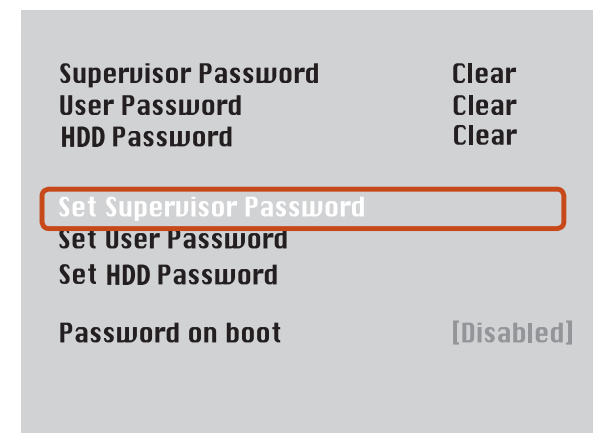 Supervisor Password Clear
User Password Clear
HDD Password Clear
Set Supervisor Password
Set User Password
Set HDD Password
Password on boot [Disabled]